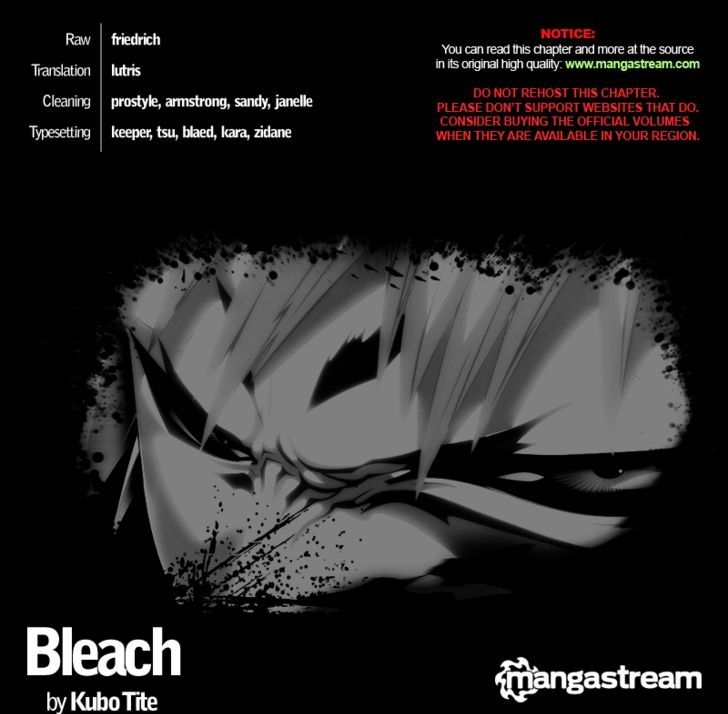 Raw friedrich
Translation lutris
Cleaning prostyle, armstrong, sandy, janelle
Typesetting keeper, tsu, blaed, kara, zidane
NOTICE:
You can read this chapter and more at the source
in its original high quality: www.mangastream.com
DO NOT REHOST THIS CHAPTER.
PLEASE DON'T SUPPORT WEBSITES THAT DO.
CONSIDER BUYING THE OFFICIAL VOLUMES
WHEN THEY ARE AVAILABLE IN YOUR REGION.
Bleach
by Kubo Tite
mangastream